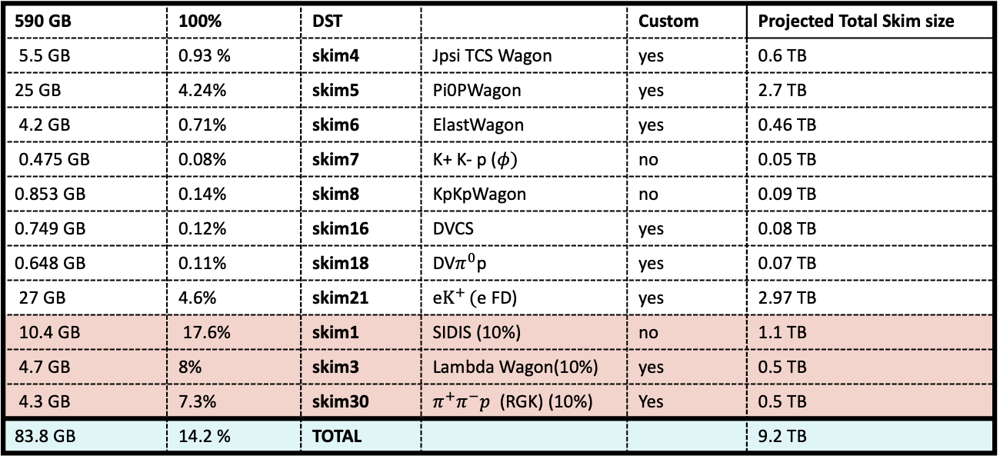 590 GB 100% DST Custom Projected Total Skim size
5.5 GB 0.93 % skim4 Jpsi TCS Wagon yes 0.6 TB
25 GB 4.24% skim5 Pi0PWagon yes 2.7 TB
4.2 GB 0.71% skim6 ElastWagon yes 0.46 TB
0.475 GB 0.08% skim7 K+ K- p (𝜙) no 0.05 TB
0.853 GB 0.14% skim8 KpKpWagon no 0.09 TB
0.749 GB 0.12% skim16 DVCS yes 0.08 TB
0.648 GB 0.11% skim18 DV𝜋⁰p yes 0.07 TB
27 GB 4.6% skim21 eK⁺ (e FD) yes 2.97 TB
10.4 GB 17.6% skim1 SIDIS (10%) no 1.1 TB
4.7 GB 8% skim3 Lambda Wagon(10%) yes 0.5 TB
4.3 GB 7.3% skim30 𝜋⁺𝜋⁻𝑝 (RGK) (10%) Yes 0.5 TB
83.8 GB 14.2 % TOTAL 9.2 TB